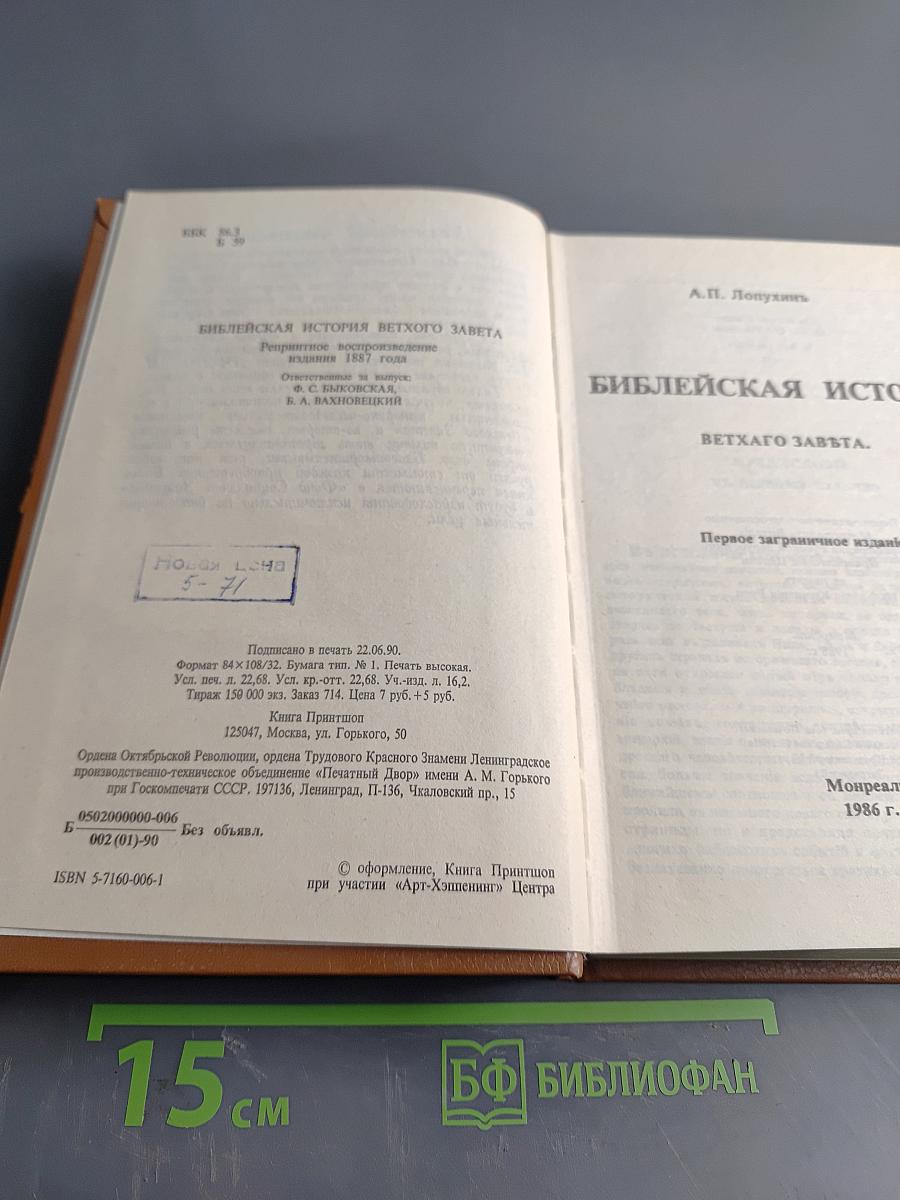 ББК 86.3
Б 59
БИБЛЕЙСКАЯ ИСТОРИЯ ВЕТХОГО ЗАВЕТА
Репринтное воспроизведение
издания 1887 года
Ответственные за выпуск:
Ф. С. БЫКОВСКАЯ,
Б. А. ВАХНОВЕЦКИЙ
Новая цена
5-71
Подписано в печать 22.06.90.
Формат 84×108/32. Бумага тип. № 1. Печать высокая.
Усл. печ. л. 22,68. Усл. кр.-отт. 22,68. Уч.-изд. л. 16,2.
Тираж 150 000 экз. Заказ 714. Цена 7 руб.+5 руб.
Книга Принтшоп
125047, Москва, ул. Горького, 50
Ордена Октябрьской Революции, ордена Трудового Красного Знамени Ленинградское
производственно-техническое объединение «Печатный Двор» имени А. М. Горького
при Госкомпечати СССР. 197136, Ленинград, П-136, Чкаловский пр., 15
Б 0502000000-006
002(01)-90 Без объявл.
ISBN 5-7160-006-1
© оформление, Книга Принтшоп
при участии «Арт-Хэппенинг» Центра
А.П. Лопухинъ
БИБЛЕЙСКАЯ ИСТО
ВЕТХАГО ЗАВѢТА.
Первое заграничное изданi
Монреал
1986 г.
15 см
БФ БИБЛИОФАН